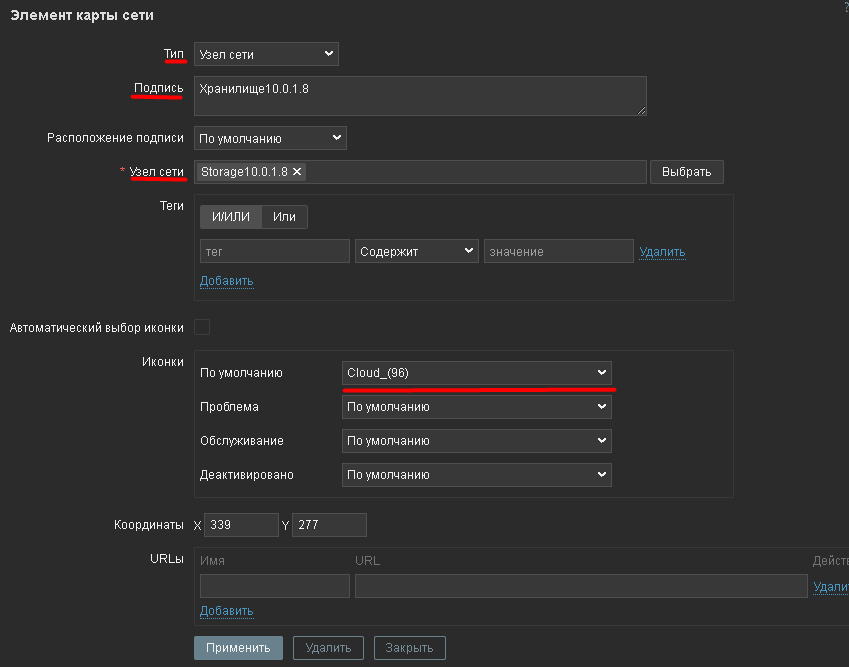 Элемент карты сети
Тип Узел сети
Подпись Хранилище10.0.1.8
Расположение подписи По умолчанию
* Узел сети Storage10.0.1.8 Выбрать
Теги
И/ИЛИ Или
тег Содержит значение Удалить
Добавить
Автоматический выбор иконки
Иконки
По умолчанию Cloud_(96)
Проблема По умолчанию
Обслуживание По умолчанию
Деактивировано По умолчанию
Координаты X 339 Y 277
URLы Имя URL Дейст
Удали
Добавить
Применить Удалить Закрыть